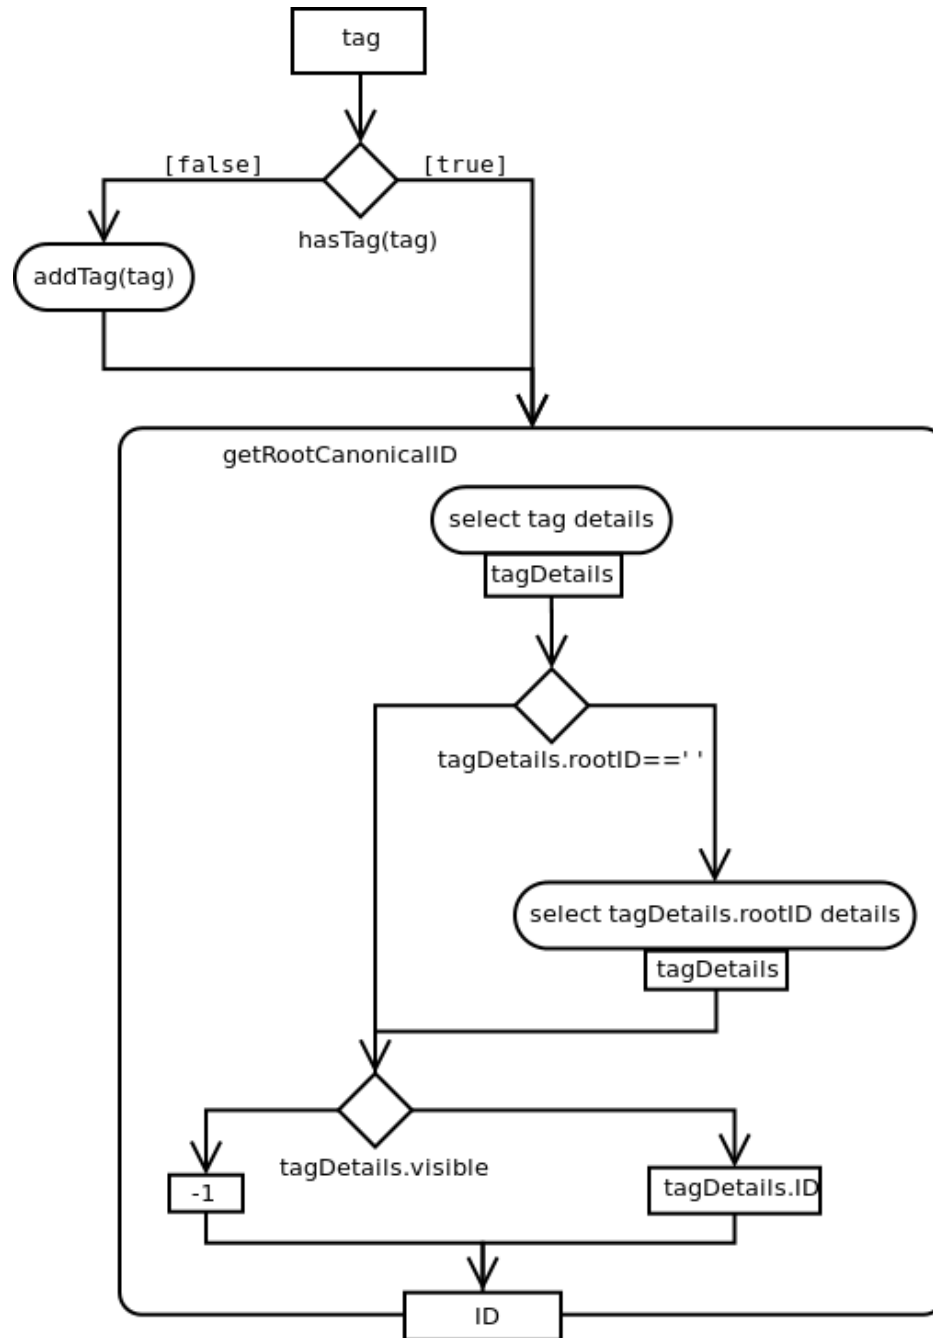 tag
[false]
[true]
hasTag(tag)
addTag(tag)
getRootCanonicalID
select tag details
tagDetails
tagDetails.rootID==' '
select tagDetails.rootID details
tagDetails
tagDetails.visible
-1
tagDetails.ID
ID